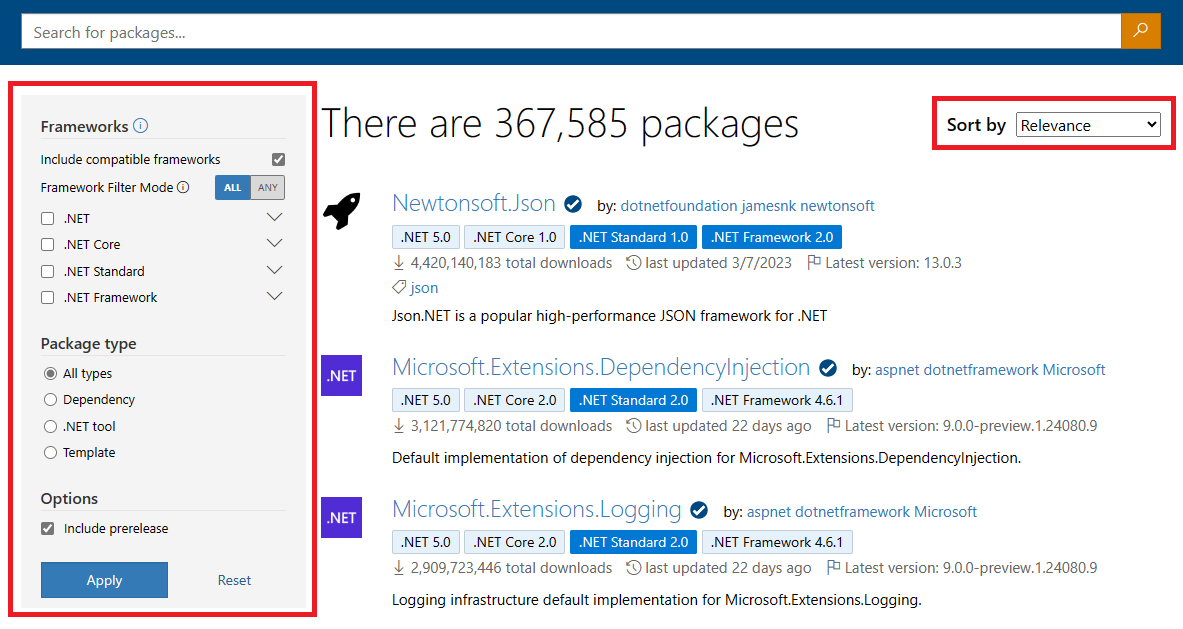 Search for packages...
Frameworks
Include compatible frameworks
Framework Filter Mode ALL ANY
.NET
.NET Core
.NET Standard
.NET Framework
Package type
All types
Dependency
.NET tool
Template
Options
Include prerelease
Apply Reset
There are 367,585 packages
Sort by Relevance
Newtonsoft.Json by: dotnetfoundation jamesnk newtonsoft
.NET 5.0 .NET Core 1.0 .NET Standard 1.0 .NET Framework 2.0
4,420,140,183 total downloads last updated 3/7/2023 Latest version: 13.0.3
json
Json.NET is a popular high-performance JSON framework for .NET
.NET
Microsoft.Extensions.DependencyInjection by: aspnet dotnetframework Microsoft
.NET 5.0 .NET Core 2.0 .NET Standard 2.0 .NET Framework 4.6.1
3,121,774,820 total downloads last updated 22 days ago Latest version: 9.0.0-preview.1.24080.9
Default implementation of dependency injection for Microsoft.Extensions.DependencyInjection.
.NET
Microsoft.Extensions.Logging by: aspnet dotnetframework Microsoft
.NET 5.0 .NET Core 2.0 .NET Standard 2.0 .NET Framework 4.6.1
2,909,723,446 total downloads last updated 22 days ago Latest version: 9.0.0-preview.1.24080.9
Logging infrastructure default implementation for Microsoft.Extensions.Logging.